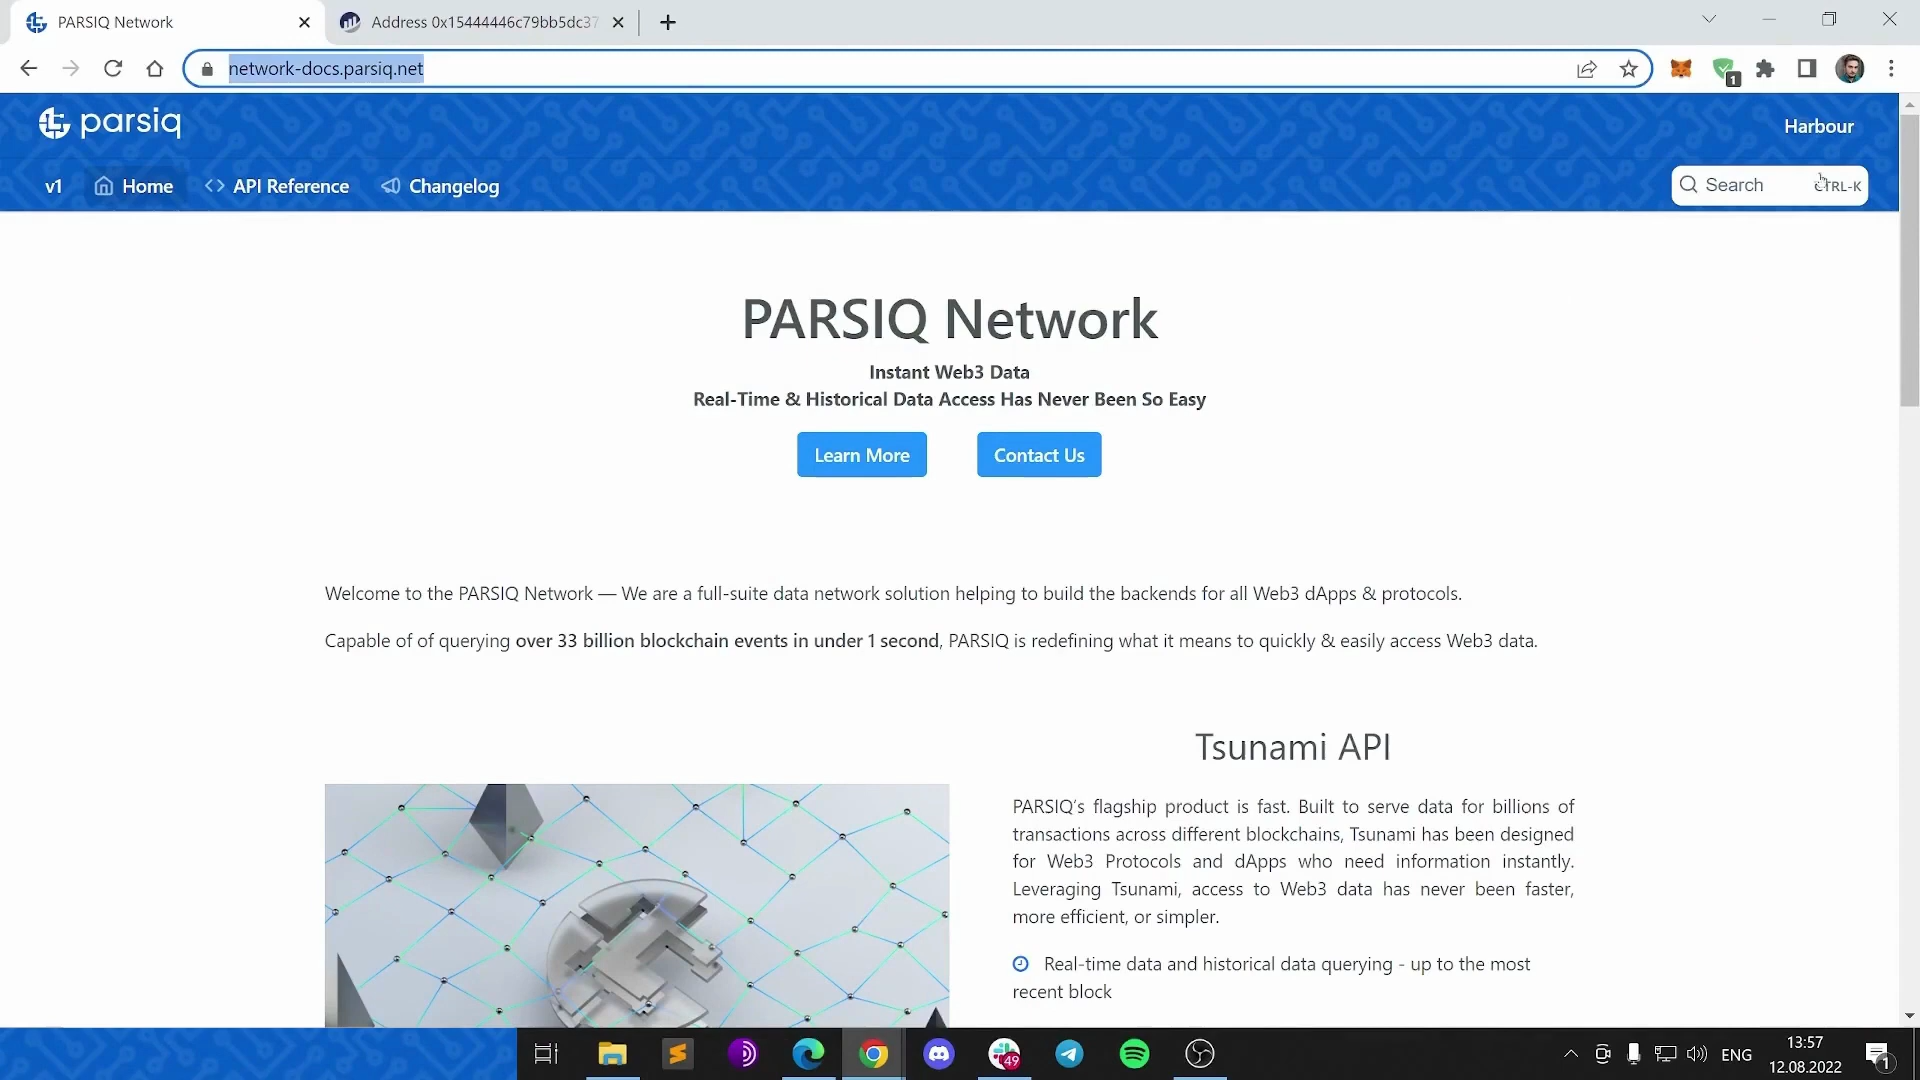 PARSIQ Network
Address 0x15444446c79bb5dc37
network-docs.parsiq.net
1
parsiq
Harbour
v1
Home
API Reference
Changelog
Search
CTRL-K
PARSIQ Network
Instant Web3 Data
Real-Time & Historical Data Access Has Never Been So Easy
Learn More
Contact Us
Welcome to the PARSIQ Network — We are a full-suite data network solution helping to build the backends for all Web3 dApps & protocols.
Capable of of querying over 33 billion blockchain events in under 1 second, PARSIQ is redefining what it means to quickly & easily access Web3 data.
Tsunami API
PARSIQ's flagship product is fast. Built to serve data for billions of
transactions across different blockchains, Tsunami has been designed
for Web3 Protocols and dApps who need information instantly.
Leveraging Tsunami, access to Web3 data has never been faster,
more efficient, or simpler.
Real-time data and historical data querying - up to the most
recent block
49
ENG
13:57
12.08.2022
1